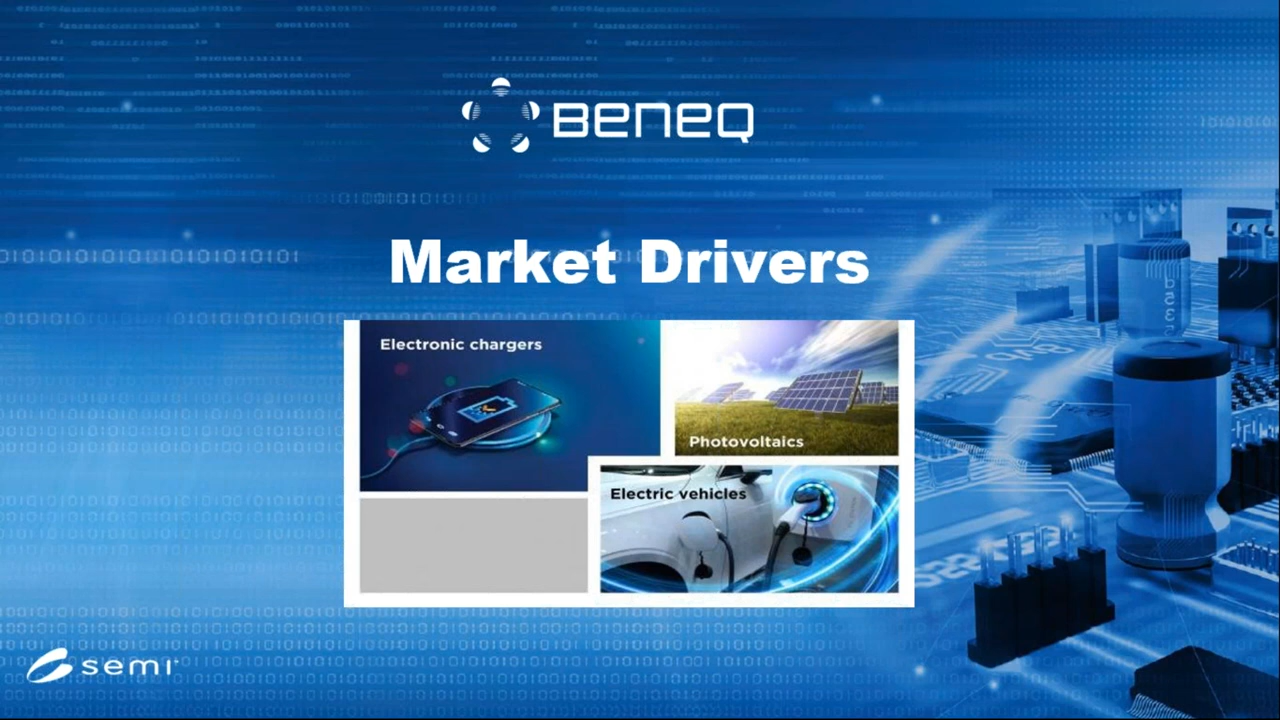 BENEQ
Market Drivers
Electronic chargers
Photovoltaics
Electric vehicles
semi